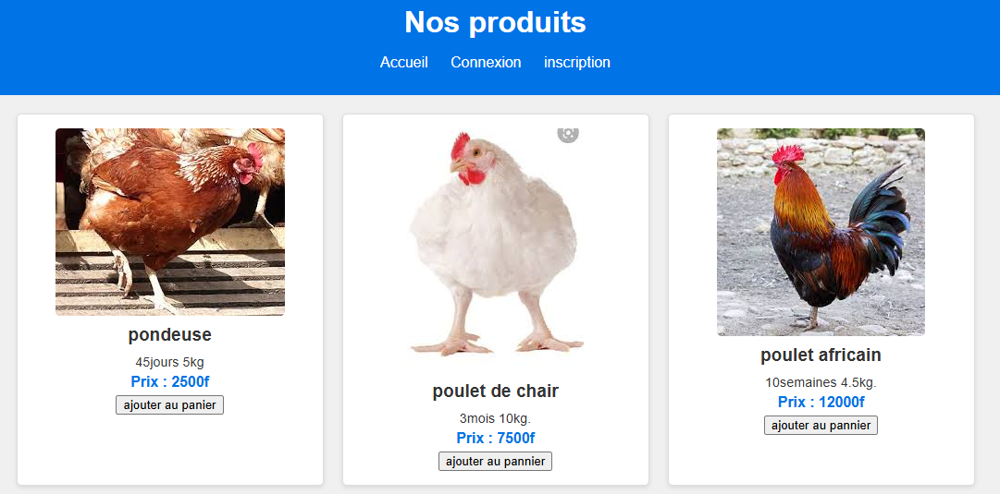 Nos produits
Accueil Connexion inscription
pondeuse
45jours 5kg
Prix : 2500f
ajouter au panier
poulet de chair
3mois 10kg.
Prix : 7500f
ajouter au pannier
poulet africain
10semaines 4.5kg.
Prix : 12000f
ajouter au pannier